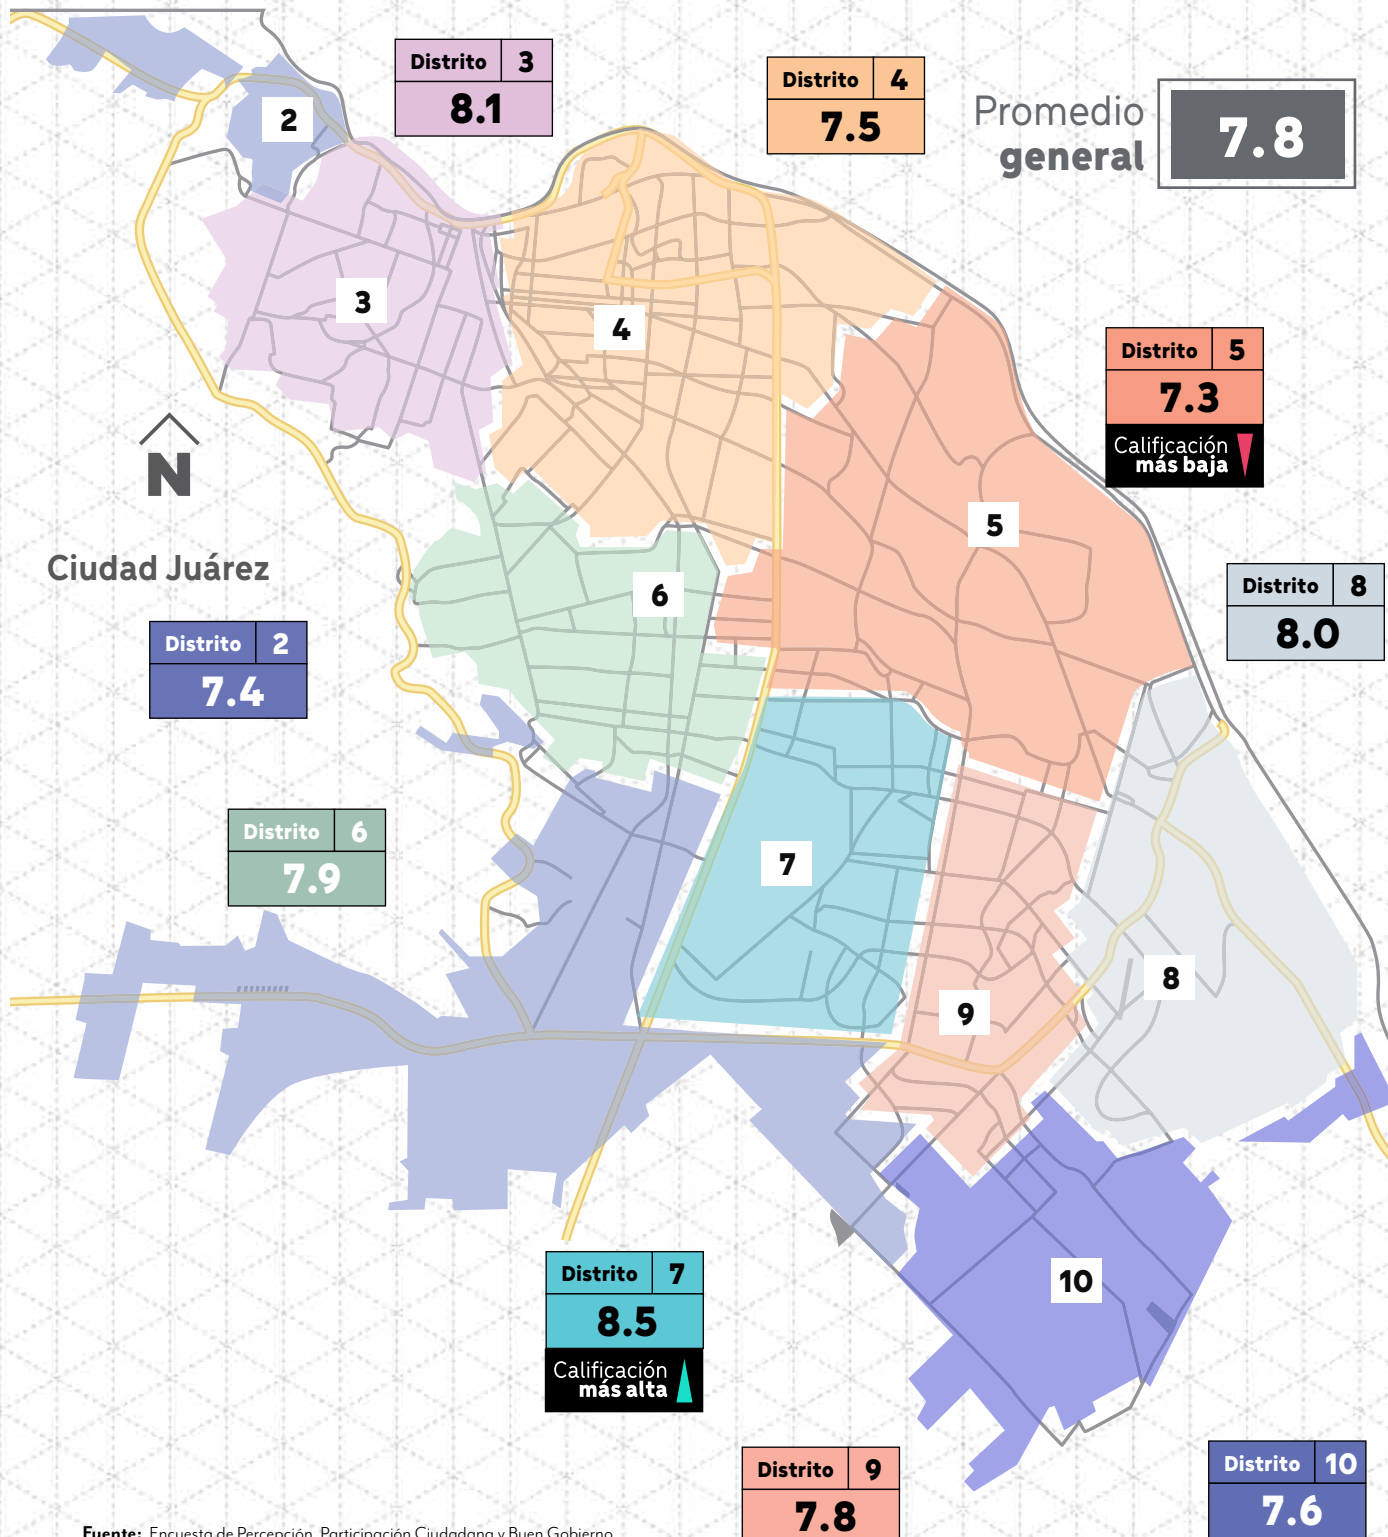 Distrito 3
8.1
Distrito 4
7.5
Promedio
general
7.8
2
3
4
Distrito 5
7.3
Calificación
más baja
N
5
Ciudad Juárez
6
Distrito 8
8.0
Distrito 2
7.4
Distrito 6
7.9
7
8
9
Distrito 7
8.5
Calificación
más alta
10
Distrito 9
7.8
Distrito 10
7.6
Fuente: Encuesta de Percepción, Participación Ciudadana y Buen Gobierno